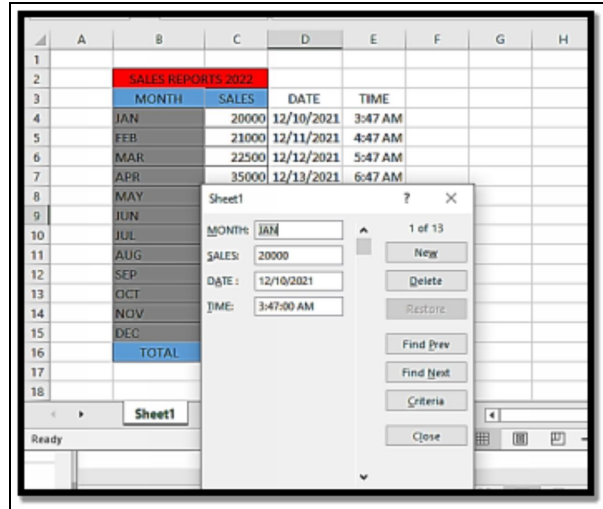 A B C D E F G H
1
2 SALES REPORTS 2022
3 MONTH SALES DATE TIME
4 JAN 20000 12/10/2021 3:47 AM
5 FEB 21000 12/11/2021 4:47 AM
6 MAR 22500 12/12/2021 5:47 AM
7 APR 35000 12/13/2021 6:47 AM
8 MAY
9 JUN
10 JUL
11 AUG
12 SEP
13 OCT
14 NOV
15 DEC
16 TOTAL
17
18
Sheet1 ? ×
MONTH: JAN 1 of 13
SALES: 20000 New
DATE : 12/10/2021 Delete
TIME: 3:47:00 AM Restore
Find Prev
Find Next
Criteria
Close
Sheet1
Ready